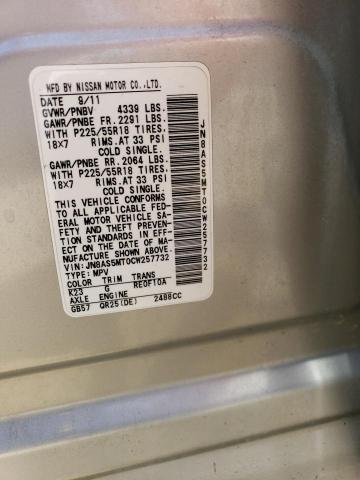 MFD BY NISSAN MOTOR CO.,LTD.
DATE 9/11
GVWR/PNBV 4339 LBS.
GAWR/PNBE FR. 2291 LBS.
WITH P225/55R18 TIRES,
18X7 RIMS.AT 33 PSI
COLD SINGLE.
GAWR/PNBE RR. 2064 LBS.
WITH P225/55R18 TIRES,
18X7 RIMS.AT 33 PSI
COLD SINGLE.
THIS VEHICLE CONFORMS
TO ALL APPLICABLE FED-
ERAL MOTOR VEHICLE SAF-
ETY AND THEFT PREVEN-
TION STANDARDS IN EFF-
ECT ON THE DATE OF MA-
NUFACTURE SHOWN ABOVE.
VIN:JN8AS5MT0CW257732
TYPE: MPV
COLOR TRIM TRANS
K23 G RE0F10A
AXLE ENGINE
GB57 QR25(DE) 2488CC
JN8AS5MT0CW257732